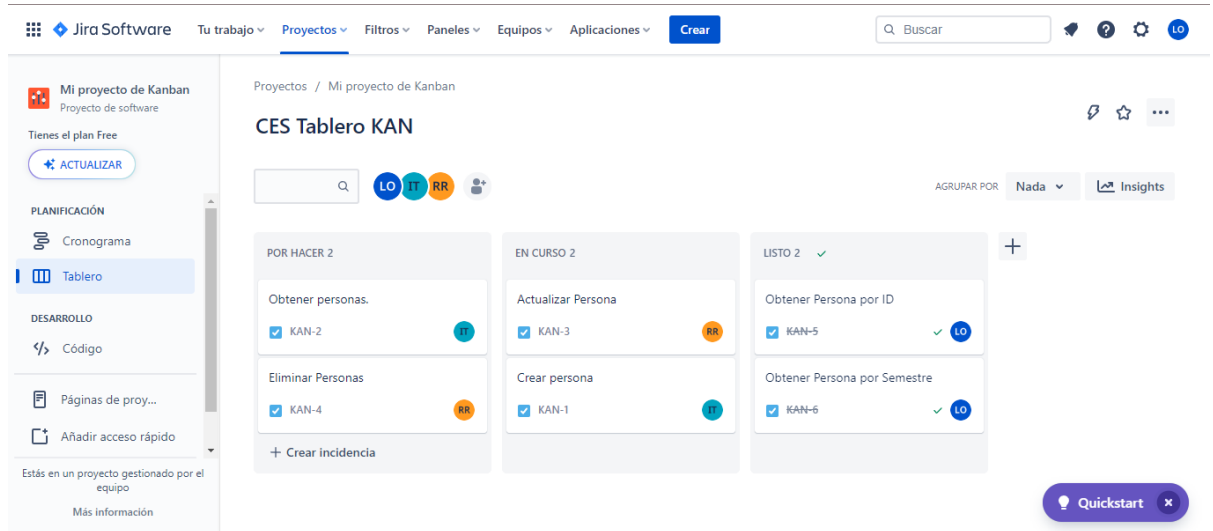 Jira Software Tu trabajo Proyectos Filtros Paneles Equipos Aplicaciones Crear Buscar LO
Mi proyecto de Kanban
Proyecto de software
Tienes el plan Free
ACTUALIZAR
PLANIFICACIÓN
Cronograma
Tablero
DESARROLLO
Código
Páginas de proy...
Añadir acceso rápido
Estás en un proyecto gestionado por el
equipo
Más información
Proyectos / Mi proyecto de Kanban
CES Tablero KAN
LO IT RR AGRUPAR POR Nada Insights
POR HACER 2
Obtener personas.
KAN-2 IT
Eliminar Personas
KAN-4 RR
+ Crear incidencia
EN CURSO 2
Actualizar Persona
KAN-3 RR
Crear persona
KAN-1 IT
LISTO 2
Obtener Persona por ID
KAN-5 LO
Obtener Persona por Semestre
KAN-6 LO
Quickstart